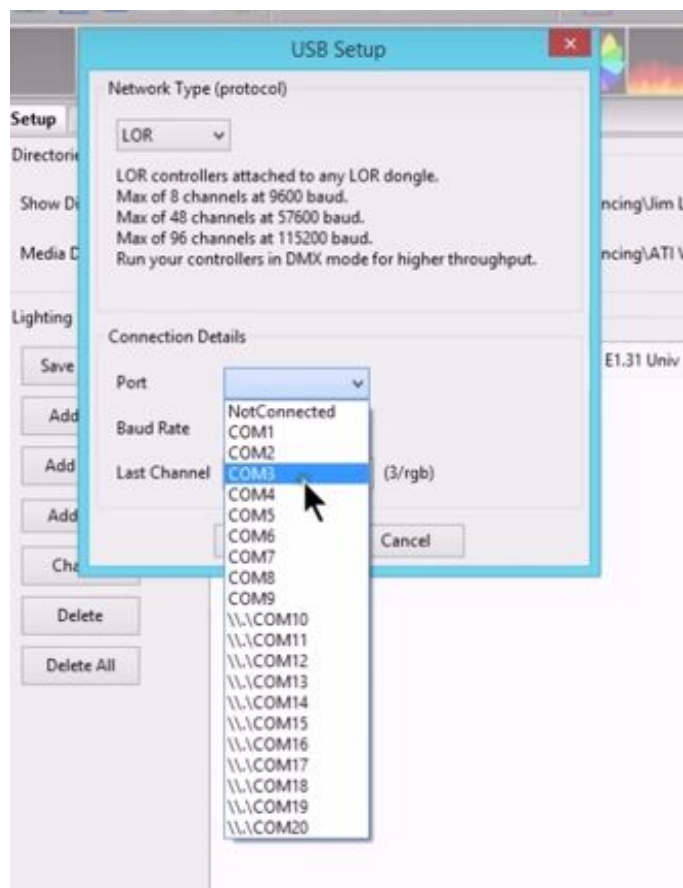 USB Setup
Network Type (protocol)
Setup
LOR
Directorie
LOR controllers attached to any LOR dongle.
Max of 8 channels at 9600 baud.
Show Di
ncing\Jim L
Max of 48 channels at 57600 baud.
Max of 96 channels at 115200 baud.
Media D
Run your controllers in DMX mode for higher throughput.
ncing\ATI V
Lighting
Connection Details
Save
E1.31 Univ
Port
NotConnected
Add
Baud Rate
COM1
COM2
Add
Last Channel
COM3
(3/rgb)
COM4
Add
COM5
COM6
Cancel
COM7
Cha
COM8
COM9
Delete
\\.\COM10
\\.\COM11
\\.\COM12
Delete All
\\.\COM13
\\.\COM14
\\.\COM15
\\.\COM16
\\.\COM17
\\.\COM18
\\.\COM19
\\.\COM20